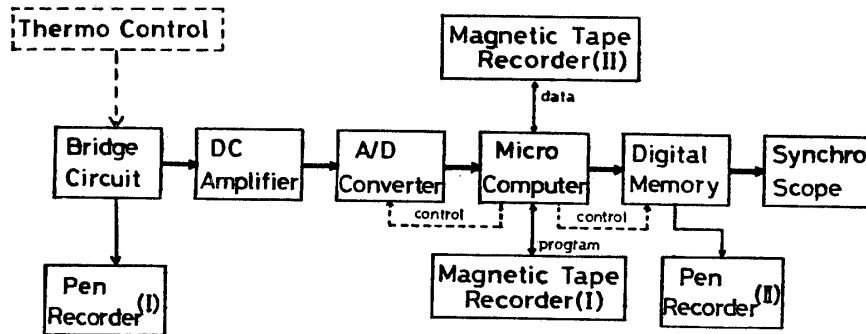 Thermo Control
Magnetic Tape
Recorder(II)
data
Bridge
Circuit
DC
Amplifier
A/D
Converter
Micro
Computer
Digital
Memory
Synchro
Scope
control
control
program
Pen
Recorder(I)
Magnetic Tape
Recorder(I)
Pen
Recorder(II)